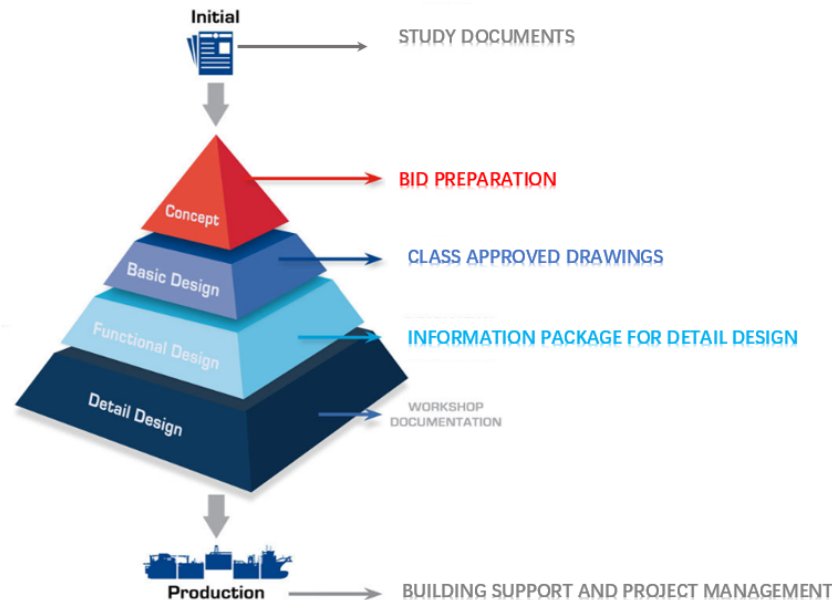 Initial
STUDY DOCUMENTS
BID PREPARATION
Concept
CLASS APPROVED DRAWINGS
Basic Design
INFORMATION PACKAGE FOR DETAIL DESIGN
Functional Design
Detail Design
WORKSHOP
DOCUMENTATION
Production
BUILDING SUPPORT AND PROJECT MANAGEMENT